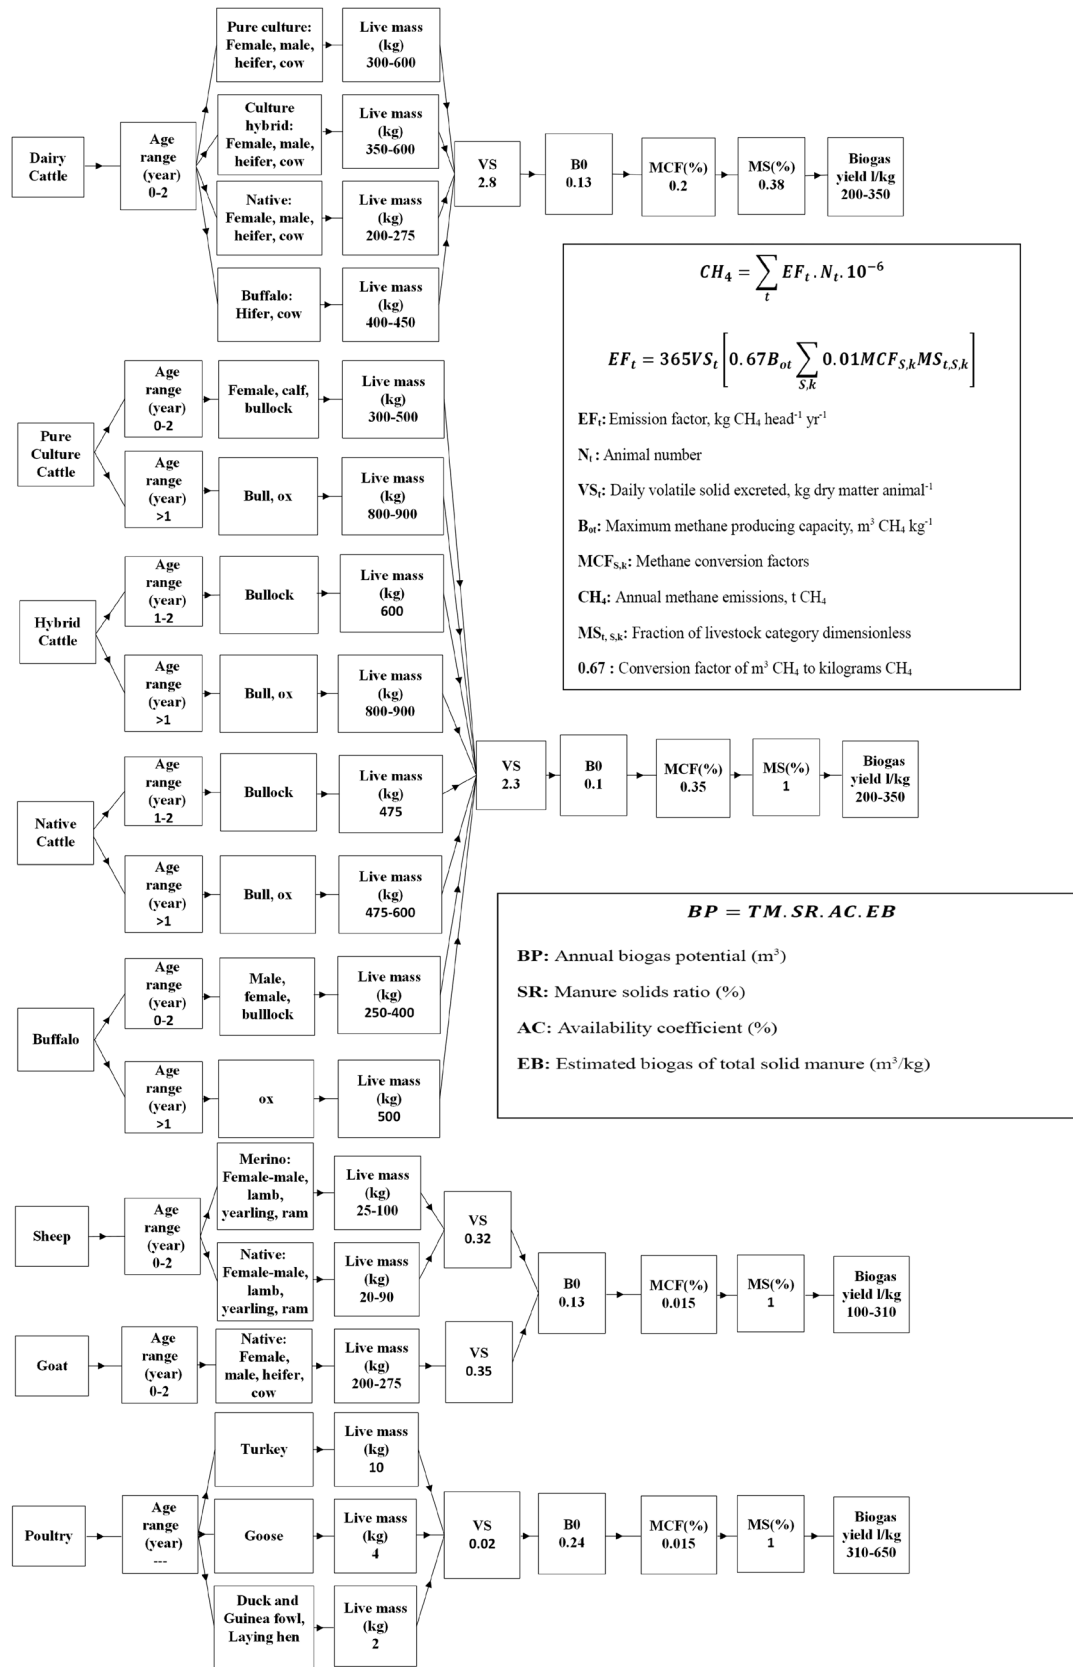 Dairy
Cattle
Age
range
(year)
0-2
Pure culture:
Female, male,
heifer, cow
Live mass
(kg)
300-600
Culture
hybrid:
Female, male,
heifer, cow
Live mass
(kg)
350-600
Native:
Female, male,
heifer, cow
Live mass
(kg)
200-275
Buffalo:
Hifer, cow
Live mass
(kg)
400-450
VS
2.8
B0
0.13
MCF(%)
0.2
MS(%)
0.38
Biogas
yield l/kg
200-350
CH₄ = ∑ₜ EFₜ . Nₜ. 10⁻⁶
EFₜ = 365VSₜ [0. 67Bₒₜ ∑ S,k 0. 01MCF S,k MS t,S,k]
EFₜ: Emission factor, kg CH₄ head⁻¹ yr⁻¹
Nₜ : Animal number
VSₜ: Daily volatile solid excreted, kg dry matter animal⁻¹
Bₒₜ: Maximum methane producing capacity, m³ CH₄ kg⁻¹
MCF S,k: Methane conversion factors
CH₄: Annual methane emissions, t CH₄
MS t, S,k: Fraction of livestock category dimensionless
0.67 : Conversion factor of m³ CH₄ to kilograms CH₄
Pure
Culture
Cattle
Age
range
(year)
0-2
Female, calf,
bullock
Live mass
(kg)
300-500
Age
range
(year)
>1
Bull, ox
Live mass
(kg)
800-900
Hybrid
Cattle
Age
range
(year)
1-2
Bullock
Live mass
(kg)
600
Age
range
(year)
>1
Bull, ox
Live mass
(kg)
800-900
Native
Cattle
Age
range
(year)
1-2
Bullock
Live mass
(kg)
475
Age
range
(year)
>1
Bull, ox
Live mass
(kg)
475-600
Buffalo
Age
range
(year)
0-2
Male,
female,
bulllock
Live mass
(kg)
250-400
Age
range
(year)
>1
ox
Live mass
(kg)
500
VS
2.3
B0
0.1
MCF(%)
0.35
MS(%)
1
Biogas
yield l/kg
200-350
BP = TM. SR. AC. EB
BP: Annual biogas potential (m³)
SR: Manure solids ratio (%)
AC: Availability coefficient (%)
EB: Estimated biogas of total solid manure (m³/kg)
Sheep
Age
range
(year)
0-2
Merino:
Female-male,
lamb,
yearling, ram
Live mass
(kg)
25-100
Native:
Female-male,
lamb,
yearling, ram
Live mass
(kg)
20-90
VS
0.32
Goat
Age
range
(year)
0-2
Native:
Female,
male, heifer,
cow
Live mass
(kg)
200-275
VS
0.35
B0
0.13
MCF(%)
0.015
MS(%)
1
Biogas
yield l/kg
100-310
Poultry
Age
range
(year)
---
Turkey
Live mass
(kg)
10
Goose
Live mass
(kg)
4
Duck and
Guinea fowl,
Laying hen
Live mass
(kg)
2
VS
0.02
B0
0.24
MCF(%)
0.015
MS(%)
1
Biogas
yield l/kg
310-650